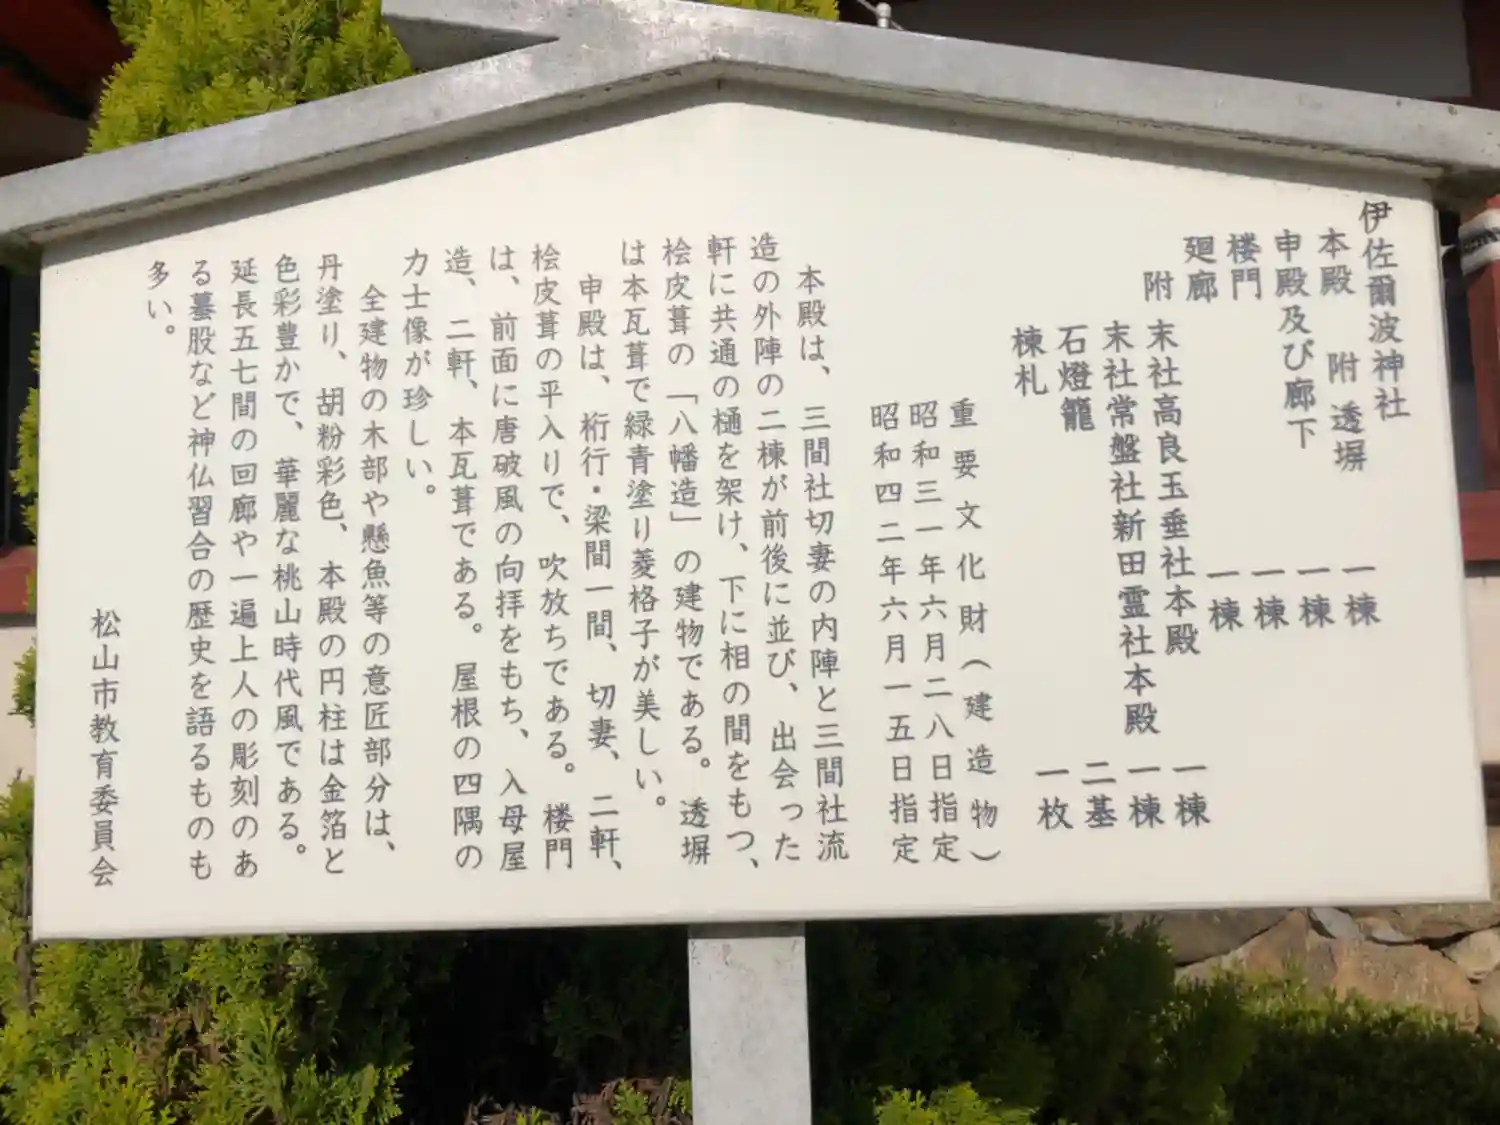 伊佐爾波神社
本殿 附 透塀 一棟
申殿及び廊下 一棟
楼門 一棟
廻廊 一棟
附 末社高良玉垂社本殿 一棟
末社常盤社新田霊社本殿 一棟
石燈籠 二基
棟札 一枚
重要文化財(建造物)
昭和三一年六月二八日指定
昭和四二年六月一五日指定
本殿は、三間社切妻の内陣と三間社流
造の外陣の二棟が前後に並び、出会った
軒に共通の樋を架け、下に相の間をもつ、
桧皮葺の「八幡造」の建物である。透塀
は本瓦葺で緑青塗り菱格子が美しい。
申殿は、桁行・梁間一間、切妻、二軒、
桧皮葺の平入りで、吹放ちである。楼門
は、前面に唐破風の向拝をもち、入母屋
造、二軒、本瓦葺である。屋根の四隅の
力士像が珍しい。
全建物の木部や懸魚等の意匠部分は、
丹塗り、胡粉彩色、本殿の円柱は金箔と
色彩豊かで、華麗な桃山時代風である。
延長五七間の回廊や一遍上人の彫刻のあ
る蟇股など神仏習合の歴史を語るものも
多い。
松山市教育委員会